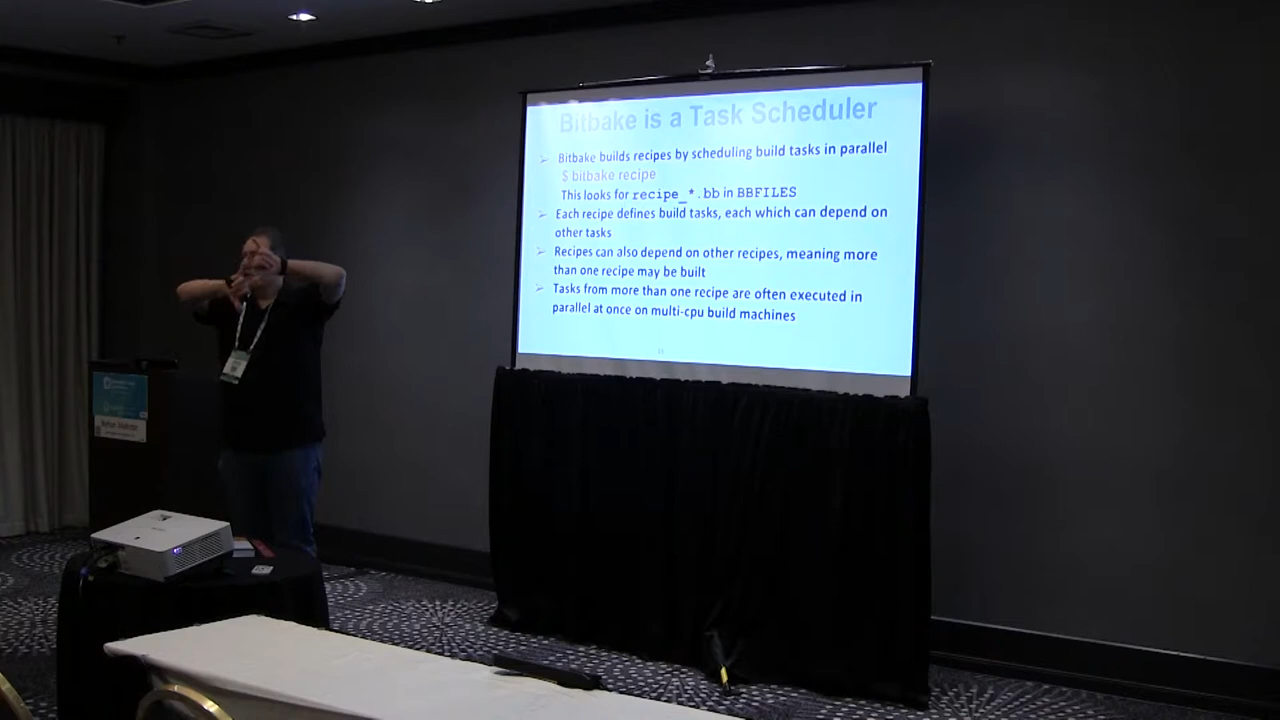 Bitbake is a Task Scheduler
➢ Bitbake builds recipes by scheduling build tasks in parallel
$ bitbake recipe
This looks for recipe_*.bb in BBFILES
➢ Each recipe defines build tasks, each which can depend on
other tasks
➢ Recipes can also depend on other recipes, meaning more
than one recipe may be built
➢ Tasks from more than one recipe are often executed in
parallel at once on multi-cpu build machines